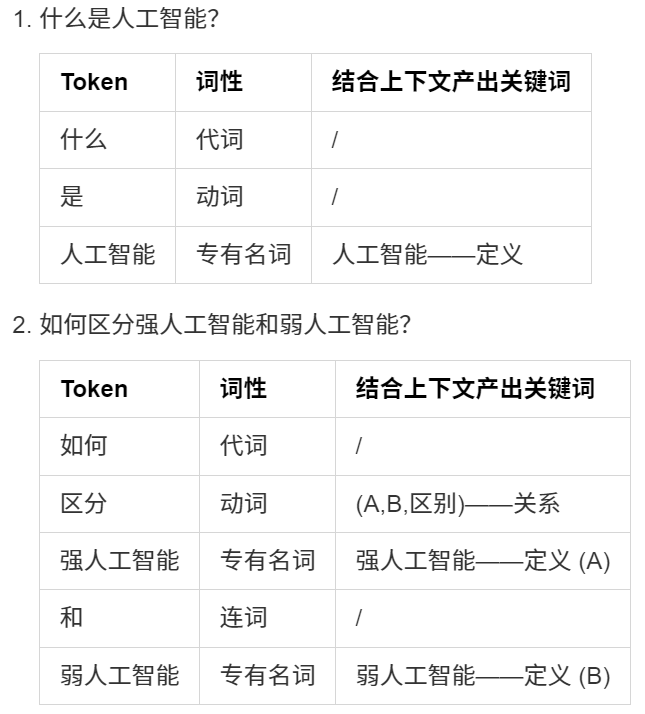 1. 什么是人工智能?
Token 词性 结合上下文产出关键词
什么 代词 /
是 动词 /
人工智能 专有名词 人工智能——定义
2. 如何区分强人工智能和弱人工智能?
Token 词性 结合上下文产出关键词
如何 代词 /
区分 动词 (A,B,区别)——关系
强人工智能 专有名词 强人工智能——定义 (A)
和 连词 /
弱人工智能 专有名词 弱人工智能——定义 (B)